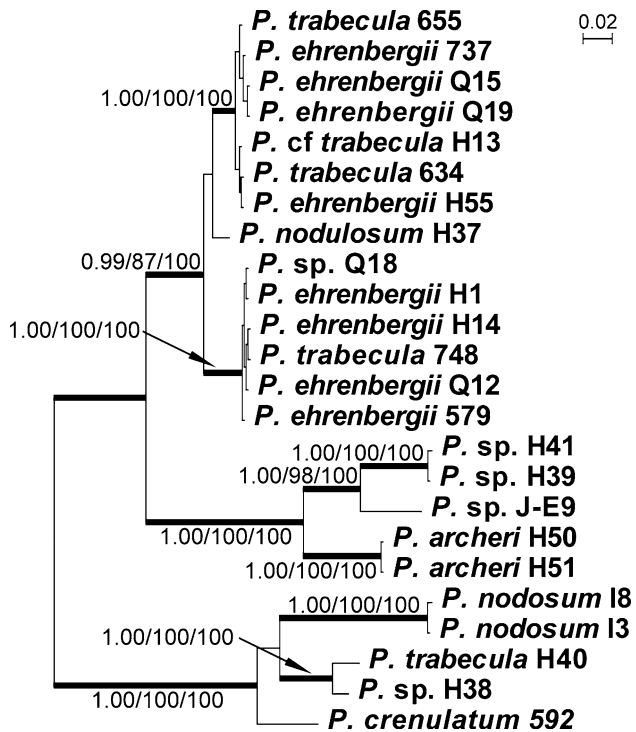 P. trabecula 655
0.02
P. ehrenbergii 737
P. ehrenbergii Q15
1.00/100/100
P. ehrenbergii Q19
P. cf trabecula H13
P. trabecula 634
P. ehrenbergii H55
P. nodulosum H37
0.99/87/100
P. sp. Q18
P. ehrenbergii H1
1.00/100/100
P. ehrenbergii H14
P. trabecula 748
P. ehrenbergii Q12
P. ehrenbergii 579
P. sp. H41
1.00/100/100
P. sp. H39
1.00/98/100
P. sp. J-E9
1.00/100/100
P. archeri H50
P. archeri H51
1.00/100/100
P. nodosum I8
1.00/100/100
P. nodosum I3
1.00/100/100
P. trabecula H40
P. sp. H38
1.00/100/100
P. crenulatum 592